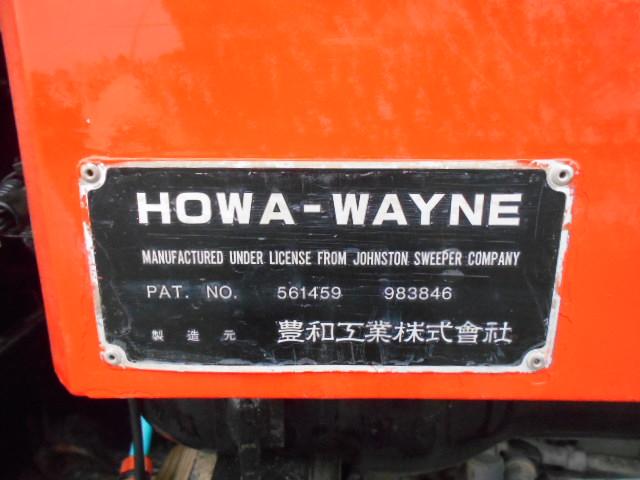 HOWA-WAYNE
MANUFACTURED UNDER LICENSE FROM JOHNSTON SWEEPER COMPANY
PAT. NO. 561459 983846
製造元 豊和工業株式會社